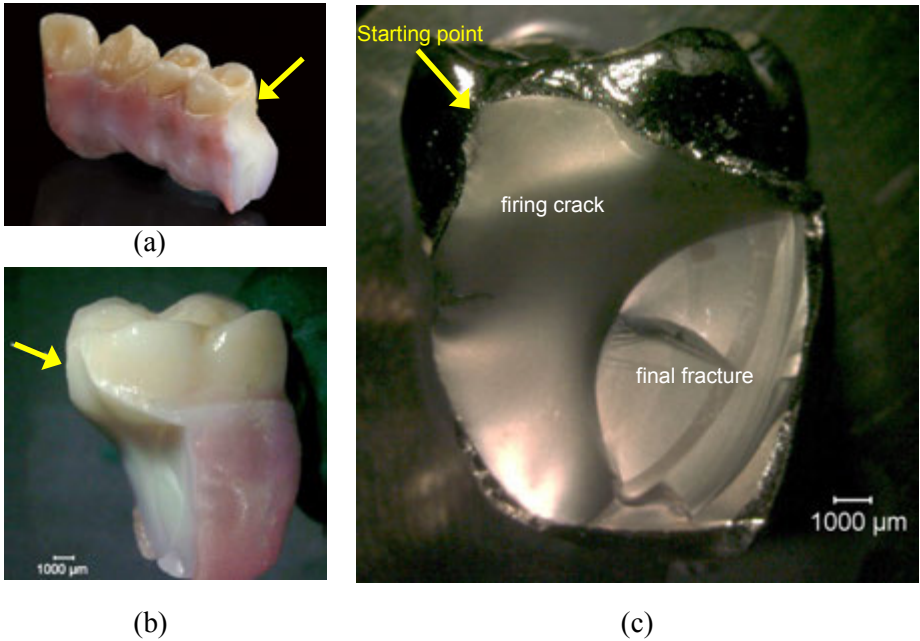 Starting point
firing crack
final fracture
1000 µm
(a)
1000 µm
(b)
(c)